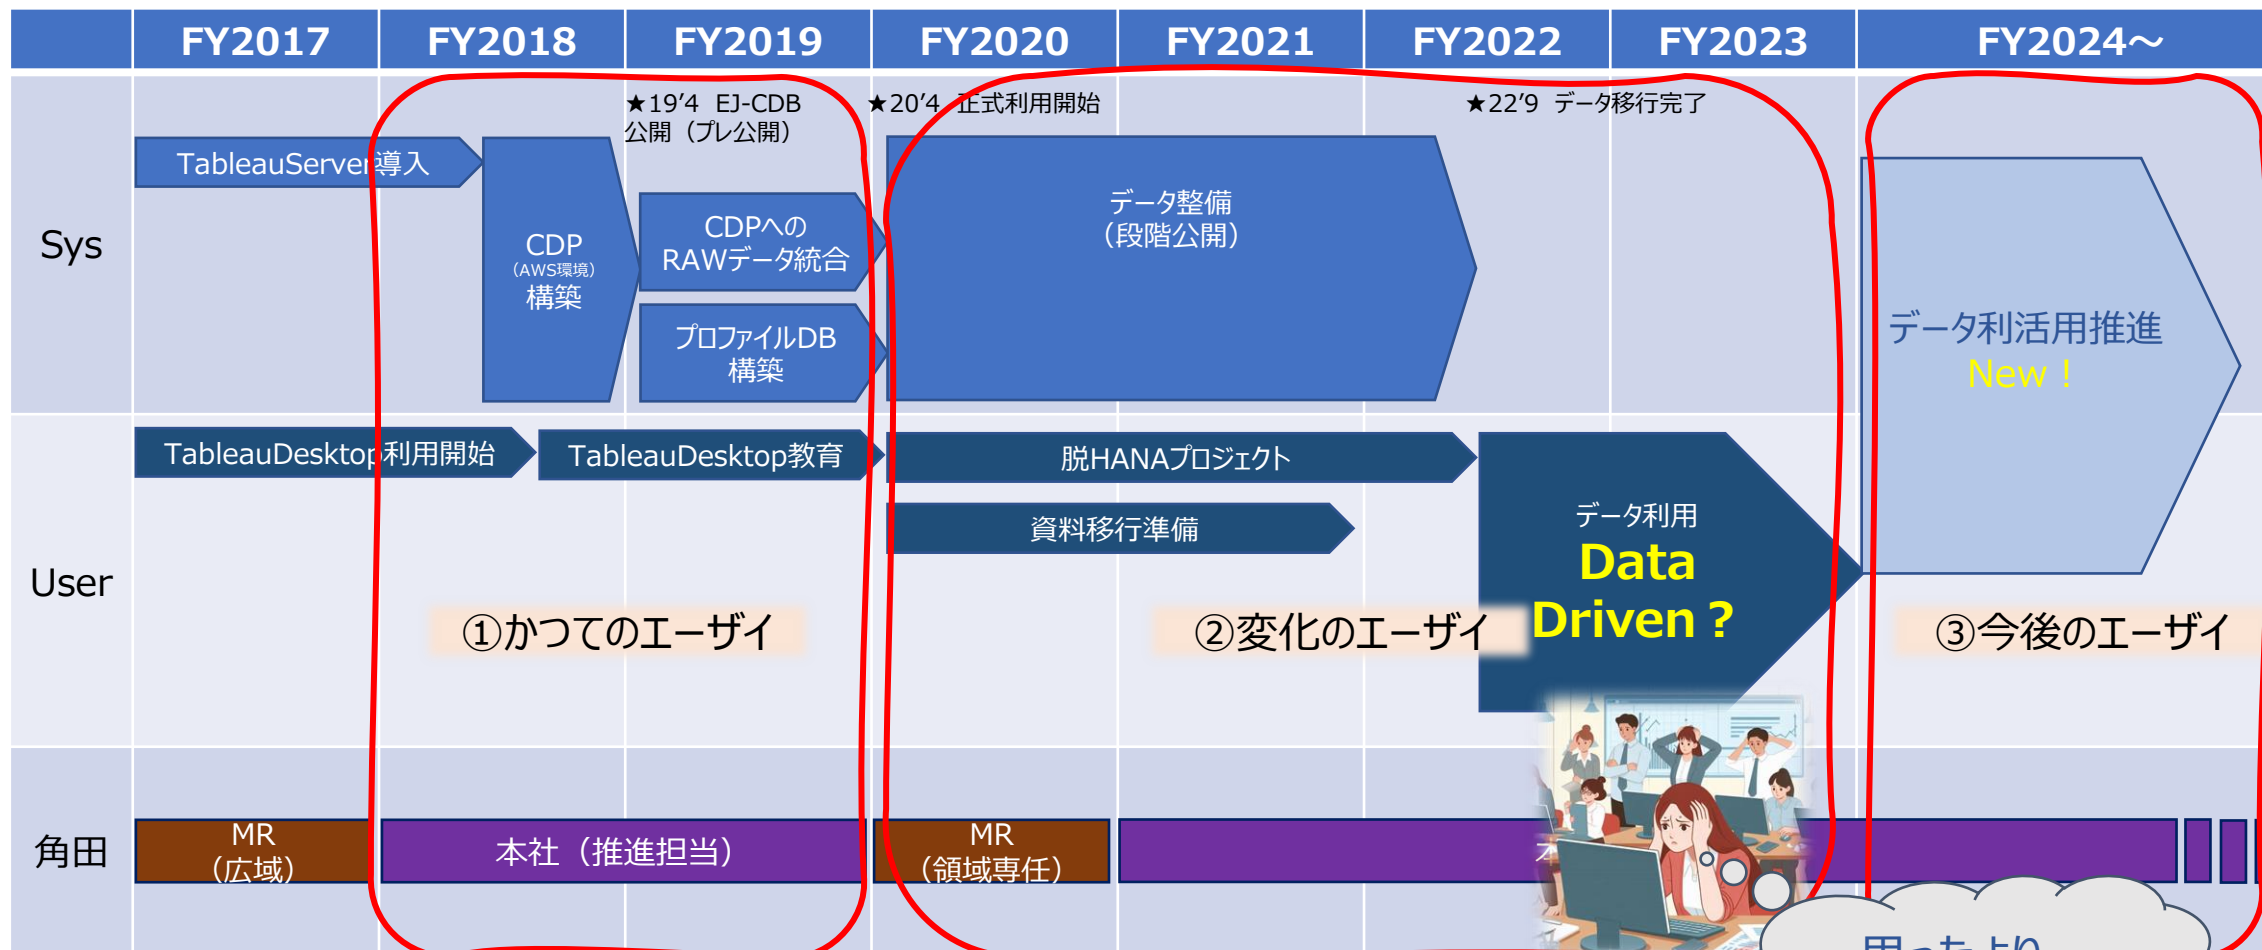 FY2017
FY2018
FY2019
FY2020
FY2021
FY2022
FY2023
FY2024～
Sys
★19’4 EJ-CDB
公開（プレ公開）
★20’4 正式利用開始
★22’9 データ移行完了
TableauServer導入
CDP
（AWS環境）
構築
CDPへの
RAWデータ統合
プロファイルDB
構築
データ整備
（段階公開）
データ利活用推進
New！
User
TableauDesktop利用開始
TableauDesktop教育
脱HANAプロジェクト
資料移行準備
データ利用
Data
Driven？
①かつてのエーザイ
②変化のエーザイ
③今後のエーザイ
角田
MR
（広域）
本社（推進担当）
MR
（領域専任）